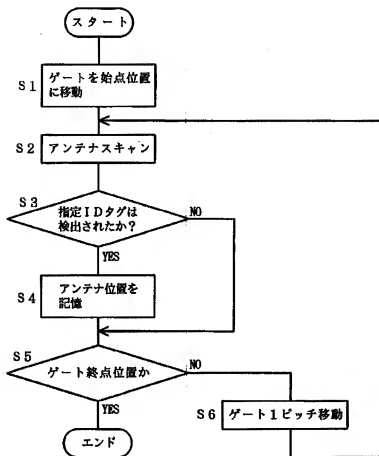 スタート
S1
ゲートを始点位置
に移動
S2
アンテナスキャン
S3
指定IDタグは
検出されたか?
NO
YES
S4
アンテナ位置を
記憶
S5
ゲート終点位置か
NO
YES
S6
ゲート1ピッチ移動
エンド